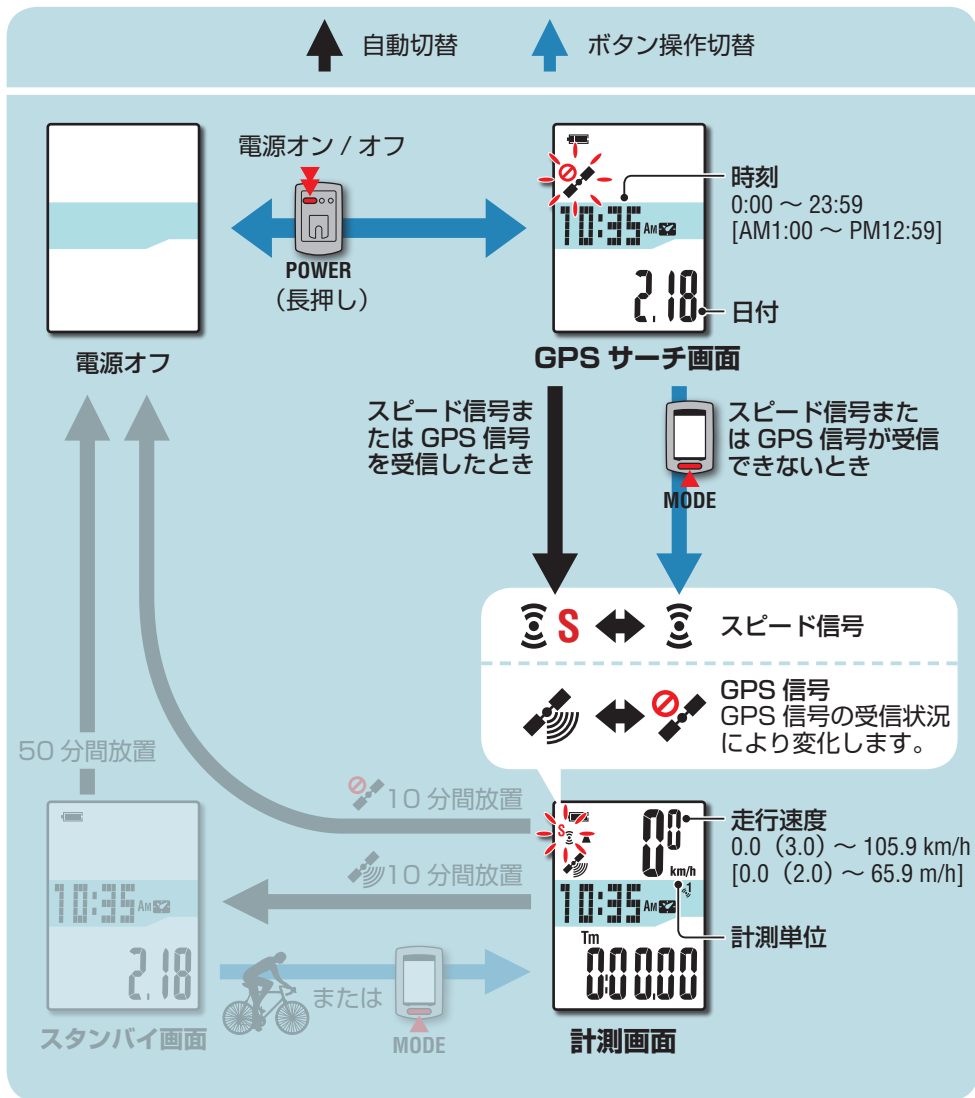 自動切替
ボタン操作切替
電源オン / オフ
POWER
（長押し）
電源オフ
10:35 AM
2.18
時刻
0:00 ～ 23:59
[AM1:00 ～ PM12:59]
日付
GPS サーチ画面
スピード信号ま
たは GPS 信号
を受信したとき
MODE
スピード信号また
は GPS 信号が受信
できないとき
S
スピード信号
GPS 信号
GPS 信号の受信状況
により変化します。
50 分間放置
10 分間放置
10 分間放置
10:35 AM
2.18
スタンバイ画面
または
MODE
S
0.0
km/h
10:35 AM
1
Tm
0:00.00
計測画面
走行速度
0.0（3.0）～ 105.9 km/h
[0.0（2.0）～ 65.9 m/h]
計測単位